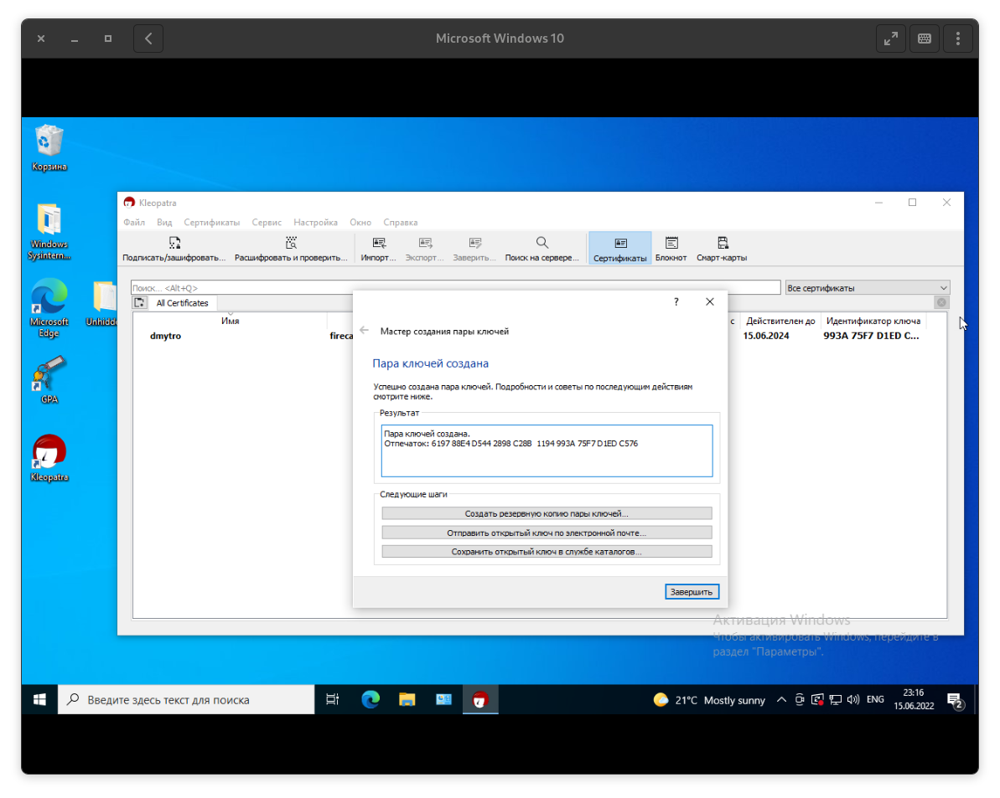 Microsoft Windows 10
Корзина
Windows
Sysintern...
Microsoft
Edge
GPA
Kleopatra
Kleopatra
Файл Вид Сертификаты Сервис Настройка Окно Справка
Подписать/зашифровать... Расшифровать и проверить... Импорт... Экспорт... Заверить... Поиск на сервере... Сертификаты Блокнот Смарт-карты
Поиск... <Alt+Q>
Все сертификаты
All Certificates
Имя
с Действителен до Идентификатор ключа
dmytro
15.06.2024 993A 75F7 D1ED C...
?
Мастер создания пары ключей
Пара ключей создана
Успешно создана пара ключей. Подробности и советы по последующим действиям
смотрите ниже.
Результат
Пара ключей создана.
Отпечаток: 6197 88E4 D544 2898 C28B  1194 993A 75F7 D1ED C576
Следующие шаги
Создать резервную копию пары ключей...
Отправить открытый ключ по электронной почте...
Сохранить открытый ключ в службе каталогов...
Завершить
Активация Windows
Чтобы активировать Windows, перейдите в
раздел "Параметры".
Введите здесь текст для поиска
21°C Mostly sunny
ENG
23:16
15.06.2022
2